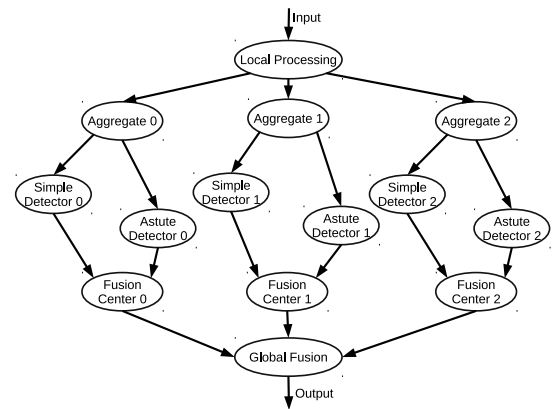 Input
Local Processing
Aggregate 0
Aggregate 1
Aggregate 2
Simple
Detector 0
Astute
Detector 0
Simple
Detector 1
Astute
Detector 1
Simple
Detector 2
Astute
Detector 2
Fusion
Center 0
Fusion
Center 1
Fusion
Center 2
Global Fusion
Output